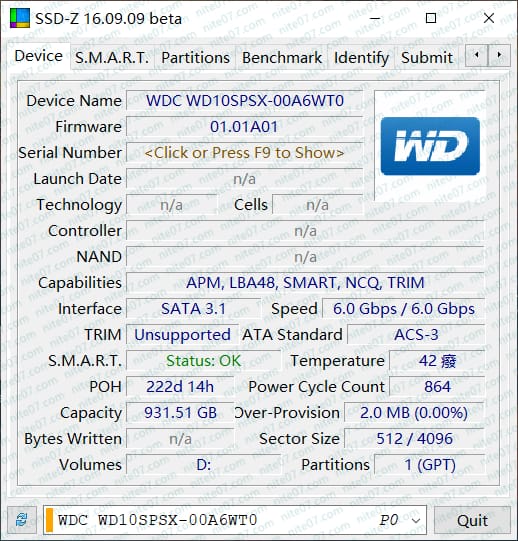 SSD-Z 16.09.09 beta
Device S.M.A.R.T. Partitions Benchmark Identify Submit
Device Name WDC WD10SPSX-00A6WT0
Firmware 01.01A01
WD
Serial Number <Click or Press F9 to Show>
Launch Date n/a
Technology n/a Cells n/a
Controller n/a
NAND n/a
Capabilities APM, LBA48, SMART, NCQ, TRIM
Interface SATA 3.1 Speed 6.0 Gbps / 6.0 Gbps
TRIM Unsupported ATA Standard ACS-3
S.M.A.R.T. Status: OK Temperature 42 癈
POH 222d 14h Power Cycle Count 864
Capacity 931.51 GB Over-Provision 2.0 MB (0.00%)
Bytes Written n/a Sector Size 512 / 4096
Volumes D: Partitions 1 (GPT)
WDC WD10SPSX-00A6WT0 P0 Quit
nite07.com